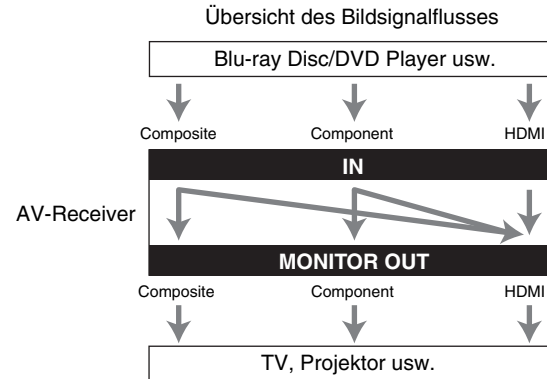 Übersicht des Bildsignalflusses
Blu-ray Disc/DVD Player usw.
Composite Component HDMI
IN
AV-Receiver
MONITOR OUT
Composite Component HDMI
TV, Projektor usw.